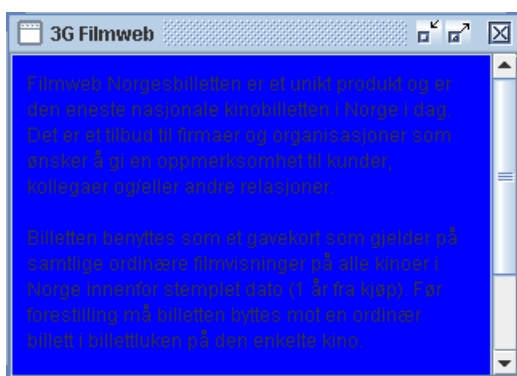 3G Filmweb
Filmweb Norgesbilletten er et unikt produkt og er
den eneste nasjonale kinobilletten i Norge i dag.
Det er et tilbud til firmaer og organisasjoner som
ønsker å gi en oppmerksomhet til kunder,
kollegaer og/eller andre relasjoner.
Billetten benyttes som et gavekort som gjelder på
samtlige ordinære filmvisninger på alle kinoer i
Norge innenfor stemplet dato (1 år fra kjøp). Før
forestilling må billetten byttes mot en ordinær
billett i billettluken på den enkelte kino.